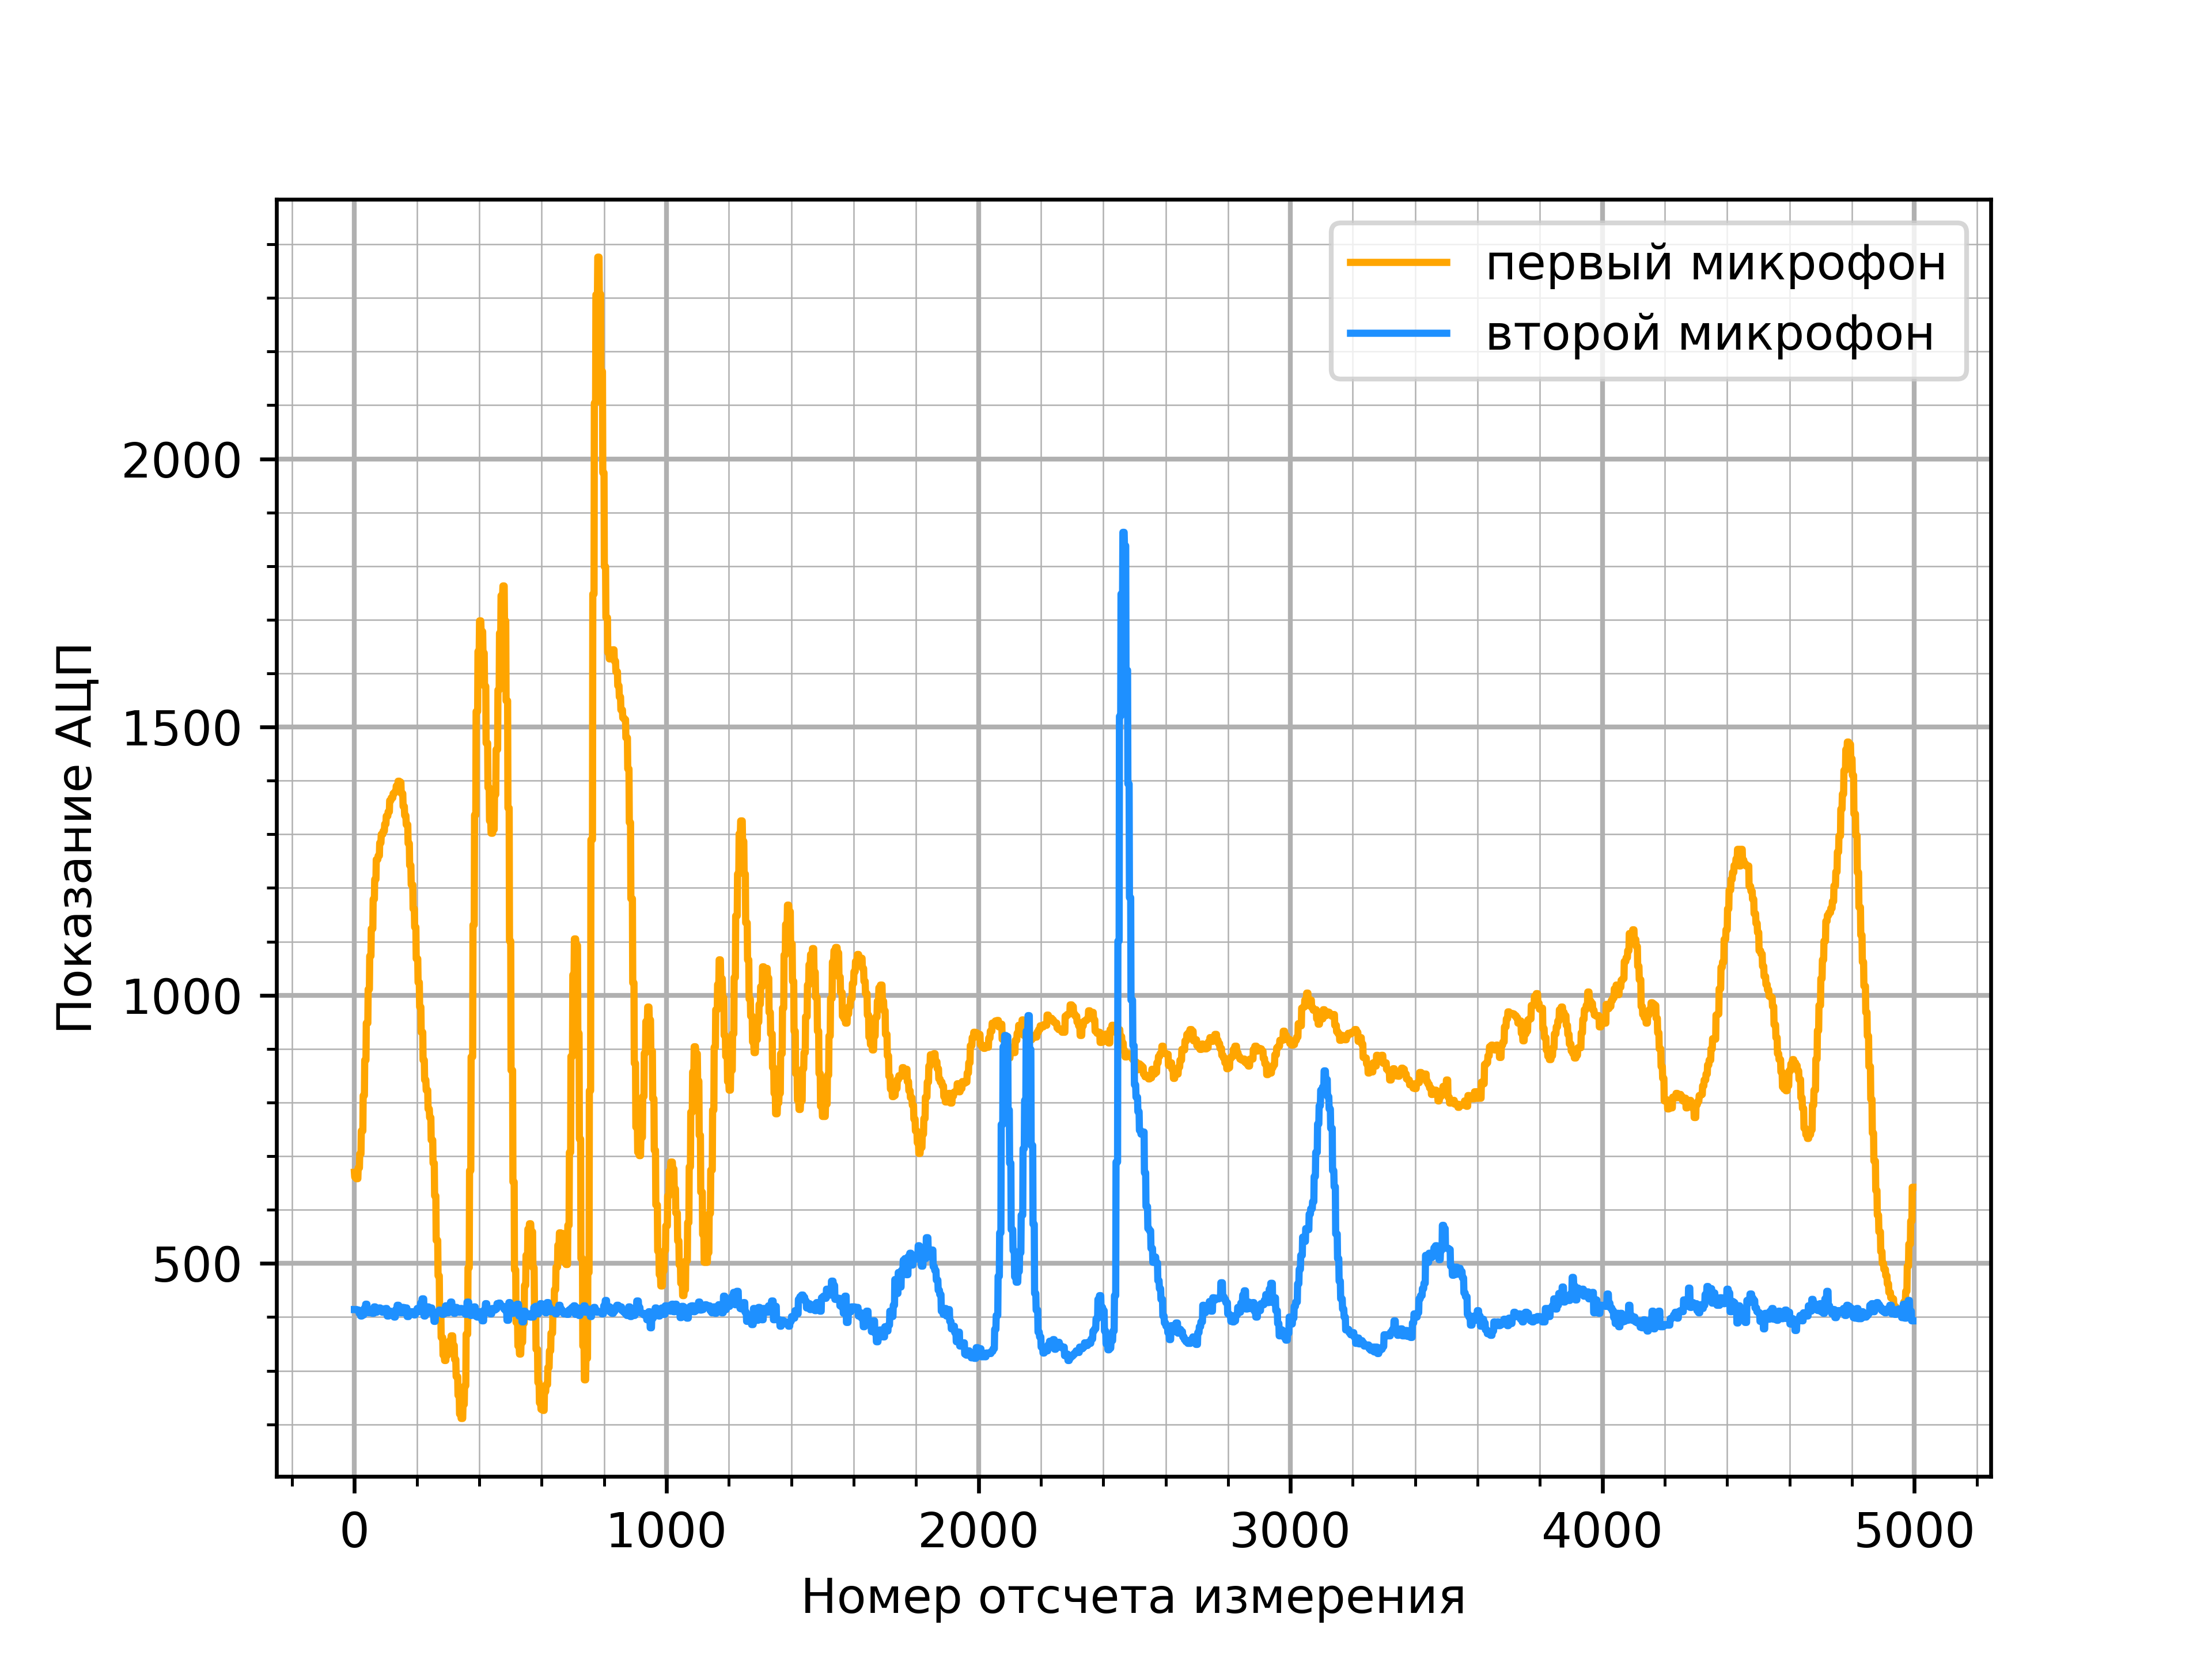 первый микрофон
второй микрофон
Показание АЦП
2000
1500
1000
500
0 1000 2000 3000 4000 5000
Номер отсчета измерения